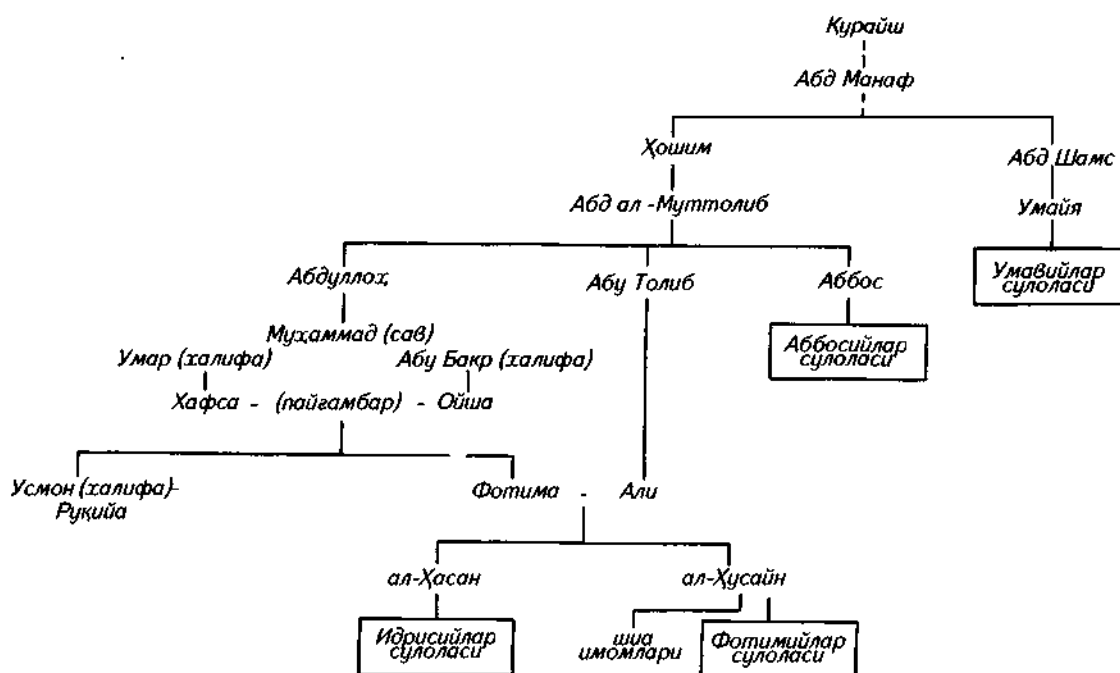 Қурайш
Абд Манаф
Ҳошим
Абд Шамс
Абд ал -Муттолиб
Умайя
Абдуллоҳ
Абу Толиб
Аббос
Умавийлар
сулоласи
Муҳаммад (сав)
Аббосийлар
сулоласи
Умар (халифа)
Абу Бакр (халифа)
Хафса - (пайғамбар) - Ойша
Усмон (халифа)-
Руқийа
Фотима - Али
ал-Ҳасан
ал-Ҳусайн
Идрисийлар
сулоласи
шиа
имомлари
Фотимийлар
сулоласи